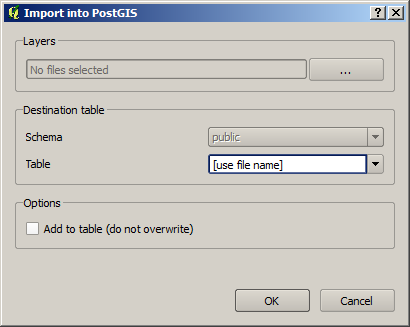 Import into PostGIS
Layers
No files selected
...
Destination table
Schema
public
Table
[use file name]
Options
Add to table (do not overwrite)
OK
Cancel